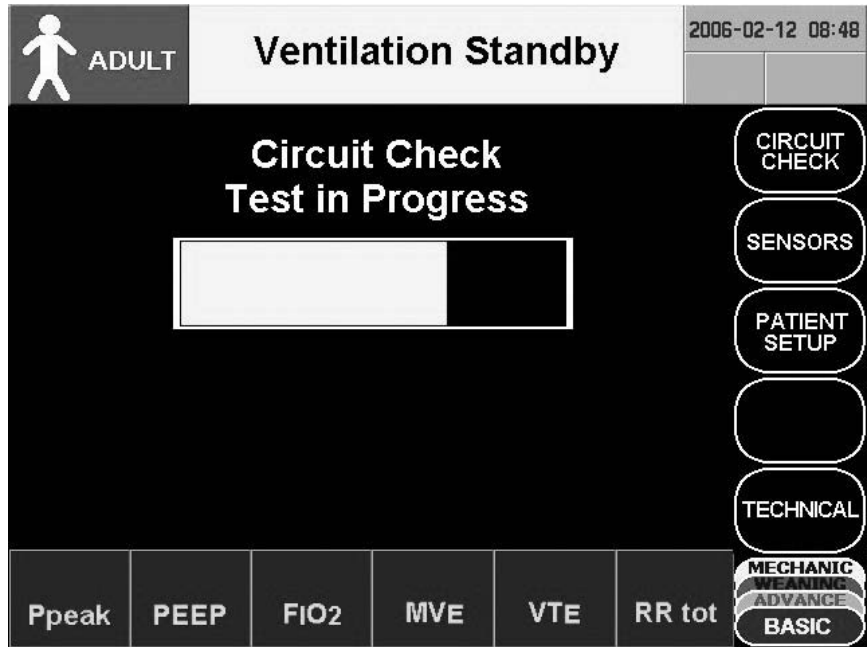 ADULT
Ventilation Standby
2006-02-12 08:48
Circuit Check
Test in Progress
CIRCUIT
CHECK
SENSORS
PATIENT
SETUP
TECHNICAL
Ppeak
PEEP
FIO2
MVE
VTE
RR tot
MECHANIC
WEANING
ADVANCE
BASIC